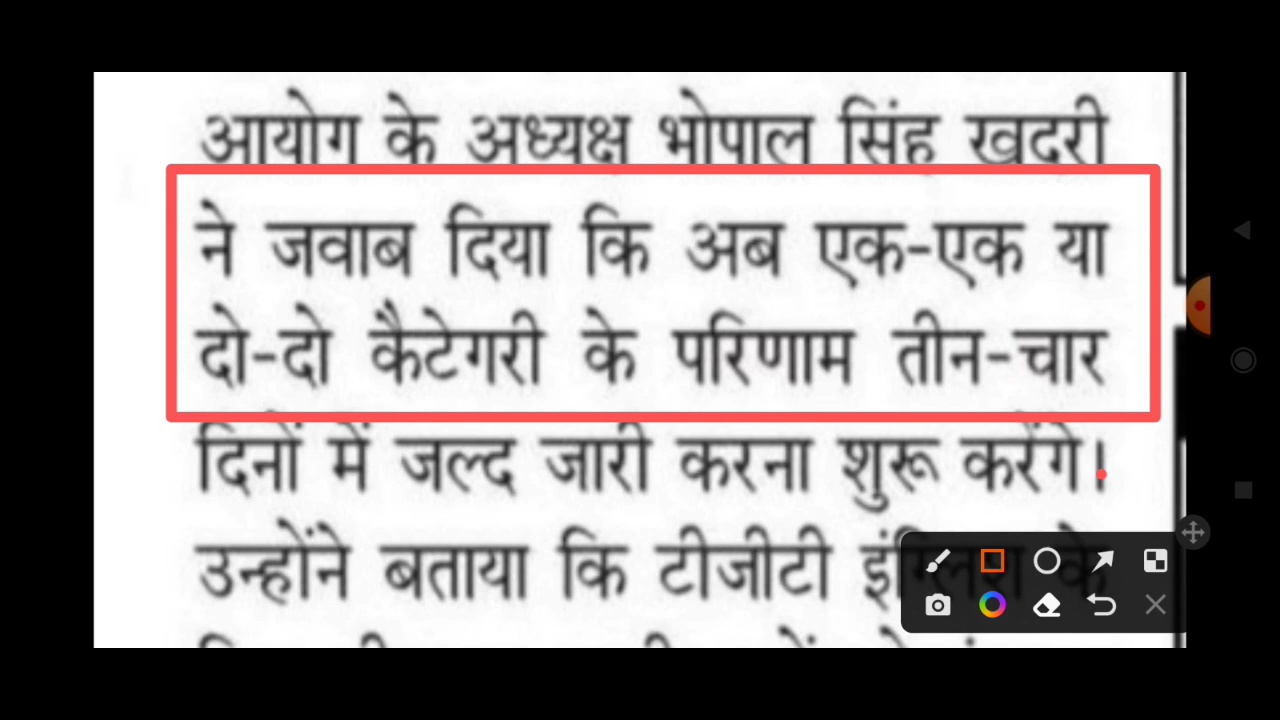 आयोग के अध्यक्ष भोपाल सिंह खदरी
ने जवाब दिया कि अब एक-एक या
दो-दो कैटेगरी के परिणाम तीन-चार
दिनों में जल्द जारी करना शुरू करेंगे।
उन्होंने बताया कि टीजीटी इंग्लिश के